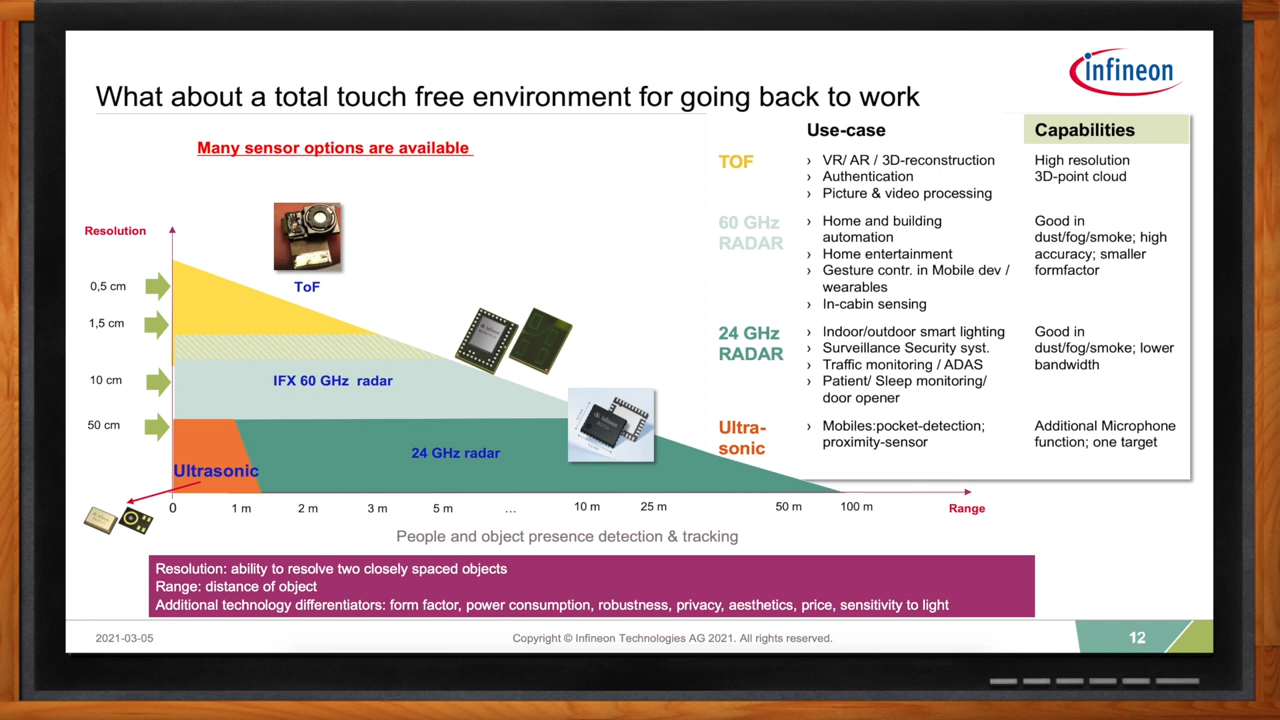 infineon
What about a total touch free environment for going back to work
Many sensor options are available
Resolution
0,5 cm
1,5 cm
10 cm
50 cm
ToF
IFX 60 GHz radar
24 GHz radar
Ultrasonic
0
1 m
2 m
3 m
5 m
...
10 m
25 m
50 m
100 m
Range
People and object presence detection & tracking
Use-case
Capabilities
TOF
› VR/ AR / 3D-reconstruction
› Authentication
› Picture & video processing
High resolution
3D-point cloud
60 GHz
RADAR
› Home and building
automation
› Home entertainment
› Gesture contr. in Mobile dev /
wearables
› In-cabin sensing
Good in
dust/fog/smoke; high
accuracy; smaller
formfactor
24 GHz
RADAR
› Indoor/outdoor smart lighting
› Surveillance Security syst.
› Traffic monitoring / ADAS
› Patient/ Sleep monitoring/
door opener
Good in
dust/fog/smoke; lower
bandwidth
Ultra-
sonic
› Mobiles:pocket-detection;
proximity-sensor
Additional Microphone
function; one target
Resolution: ability to resolve two closely spaced objects
Range: distance of object
Additional technology differentiators: form factor, power consumption, robustness, privacy, aesthetics, price, sensitivity to light
2021-03-05
Copyright © Infineon Technologies AG 2021. All rights reserved.
12